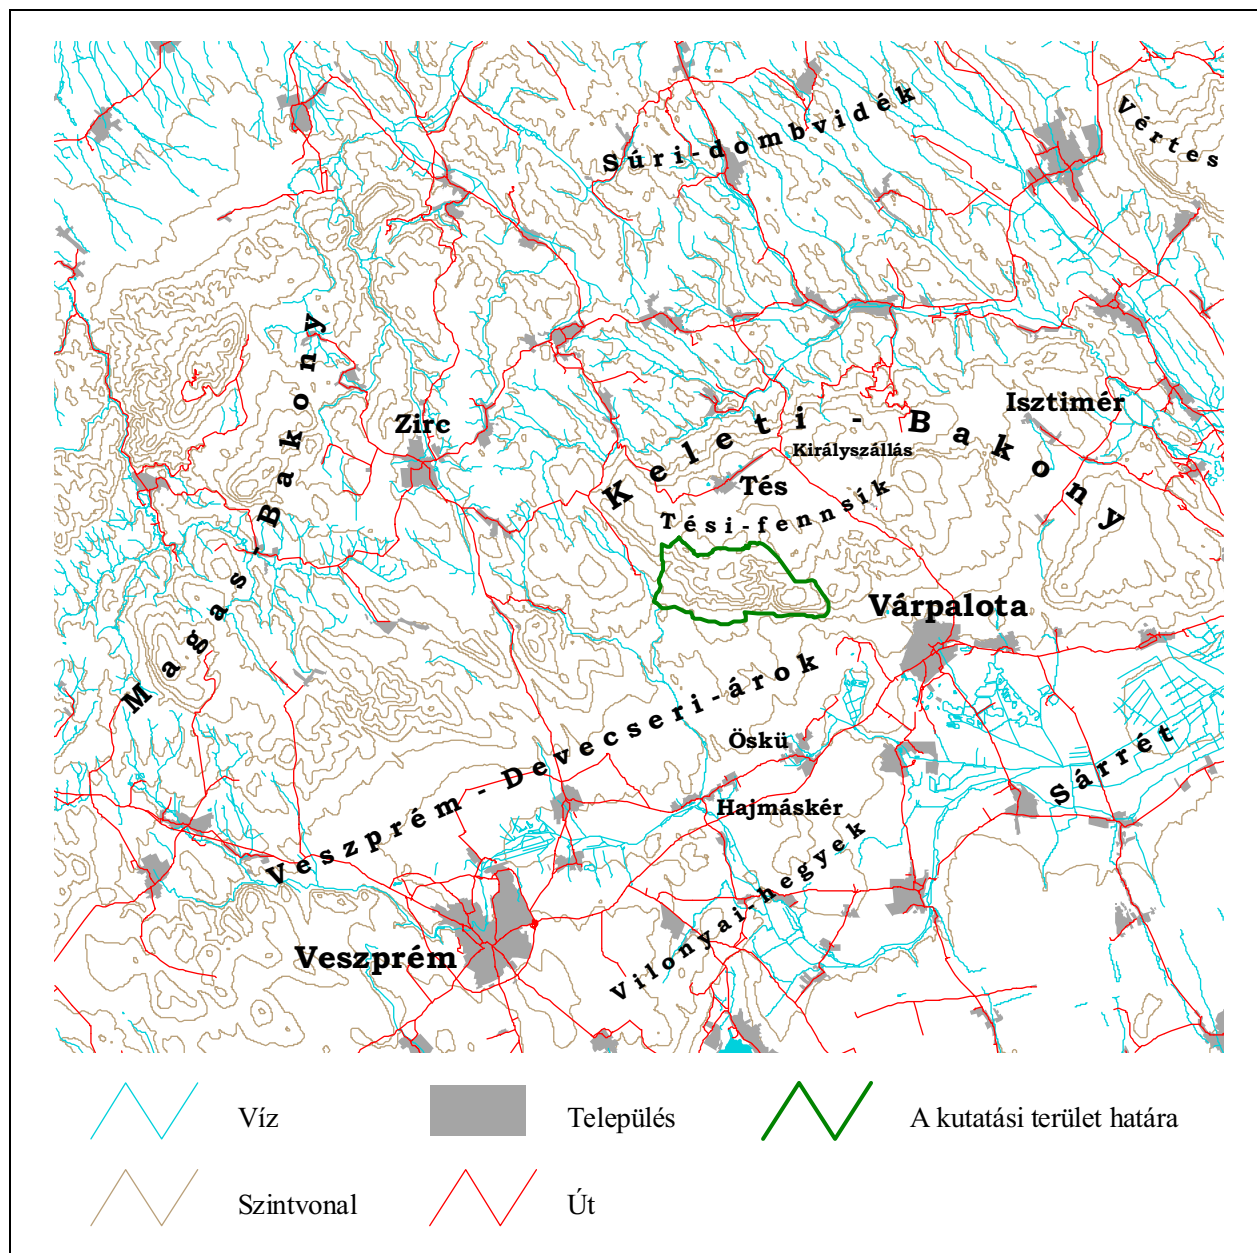 Vértes
Súri-dombvidék
Magas-Bakony
Zirc
Isztimér
Keleti - Bakony
Királyszállás
Tés
Tési-fennsík
Várpalota
Veszprém - Devecseri-árok
Öskü
Sárrét
Hajmáskér
Vilonyai-hegyek
Veszprém
Víz
Település
A kutatási terület határa
Szintvonal
Út